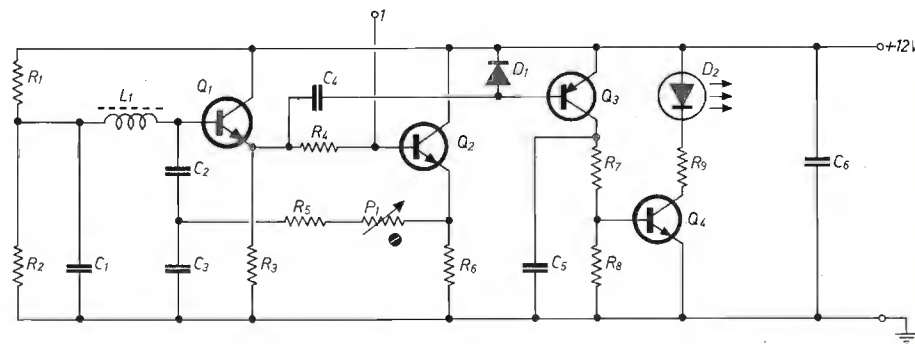 1
+12V
R1
L1
Q1
C4
D1
Q3
D2
R4
Q2
R7
R9
C6
C2
R5
P1
Q4
R2
C1
C3
R3
R6
C5
R8